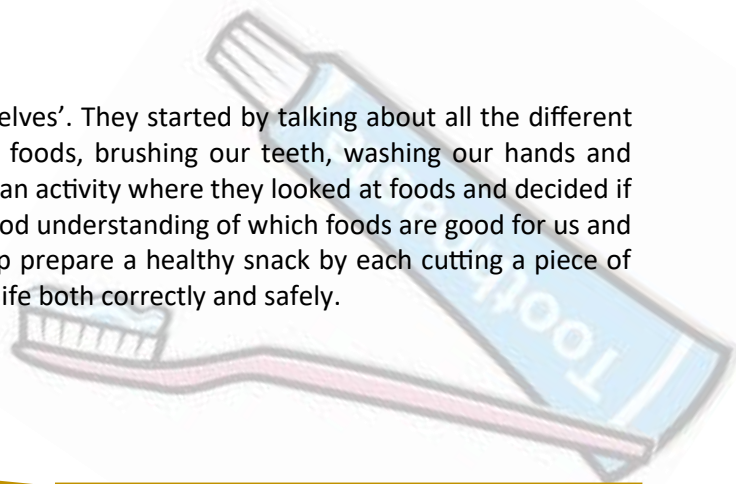 elves’. They started by talking about all the different
foods, brushing our teeth, washing our hands and
an activity where they looked at foods and decided if
od understanding of which foods are good for us and
p prepare a healthy snack by each cutting a piece of
ife both correctly and safely.
Toothpaste